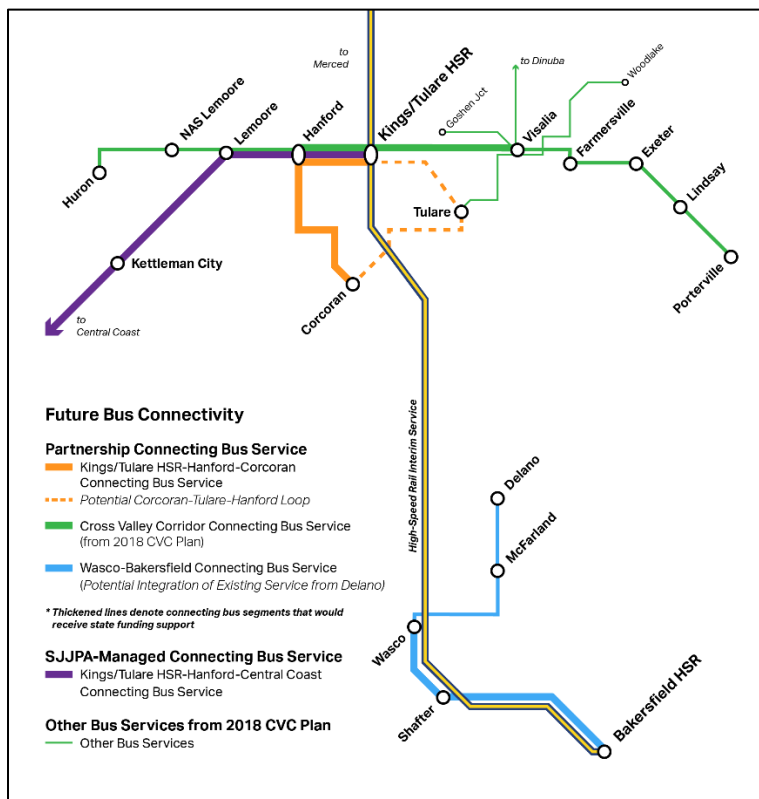 to
Merced
Kings/Tulare HSR
to Dinuba
Woodlake
NAS Lemoore
Lemoore
Hanford
Goshen Jct
Visalia
Farmersville
Exeter
Huron
Tulare
Lindsay
Kettleman City
Corcoran
Porterville
to
Central Coast
High-Speed Rail Interim Service
Future Bus Connectivity
Partnership Connecting Bus Service
Kings/Tulare HSR-Hanford-Corcoran
Connecting Bus Service
Potential Corcoran-Tulare-Hanford Loop
Cross Valley Corridor Connecting Bus Service
(from 2018 CVC Plan)
Wasco-Bakersfield Connecting Bus Service
(Potential Integration of Existing Service from Delano)
* Thickened lines denote connecting bus segments that would
receive state funding support
SJJPA-Managed Connecting Bus Service
Kings/Tulare HSR-Hanford-Central Coast
Connecting Bus Service
Other Bus Services from 2018 CVC Plan
Other Bus Services
Delano
McFarland
Wasco
Shafter
Bakersfield HSR